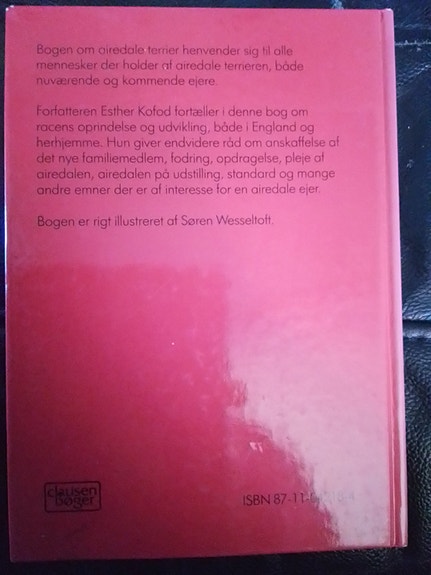 Bogen om airedale terrier henvender sig til alle
mennesker der holder af airedale terrieren, både
nuværende og kommende ejere.
Forfatteren Esther Kofod fortæller i denne bog om
racens oprindelse og udvikling, både i England og
herhjemme. Hun giver endvidere råd om anskaffelse af
det nye familiemedlem, fodring, opdragelse, pleje af
airedalen, airedalen på udstilling, standard og mange
andre emner der er af interesse for en airedale ejer.
Bogen er rigt illustreret af Søren Wesseltoft.
clausen
bøger
ISBN 87-11-